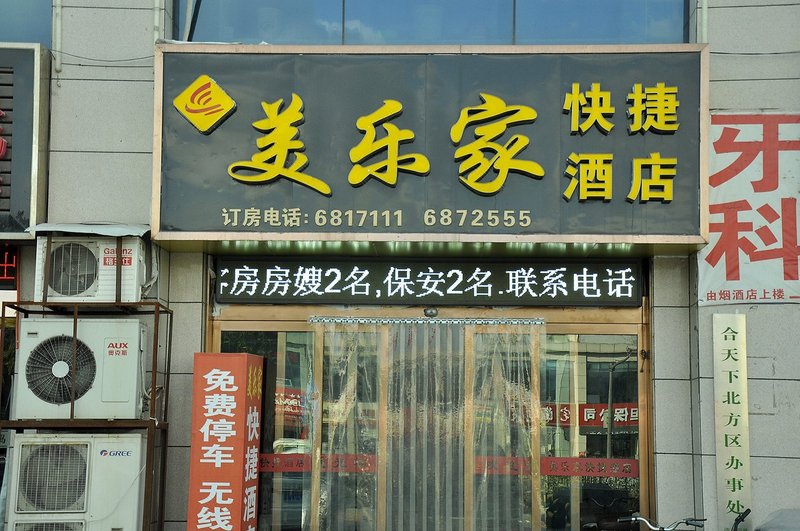 美乐家
快捷
酒店
订房电话:6817111 6872555
房房嫂2名,保安2名.联系电话
牙
科
由烟酒店上楼
Galanz
格兰仕
AUX
奥克斯
GREE
免费停车 无线
快捷酒
合天下北方区办事处